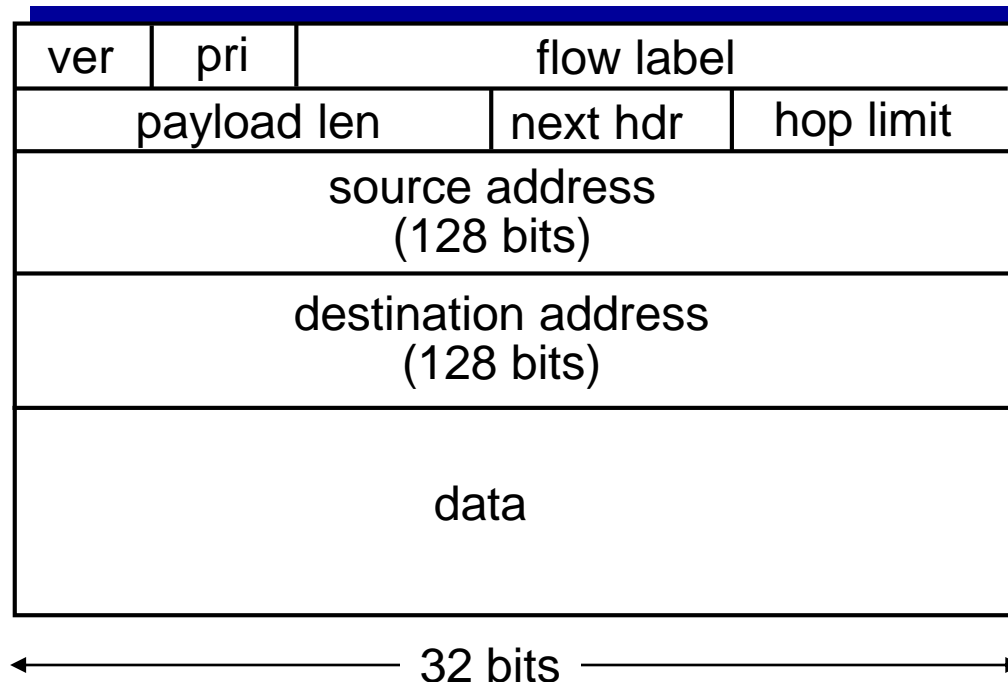 ver pri flow label
payload len next hdr hop limit
source address
(128 bits)
destination address
(128 bits)
data
32 bits